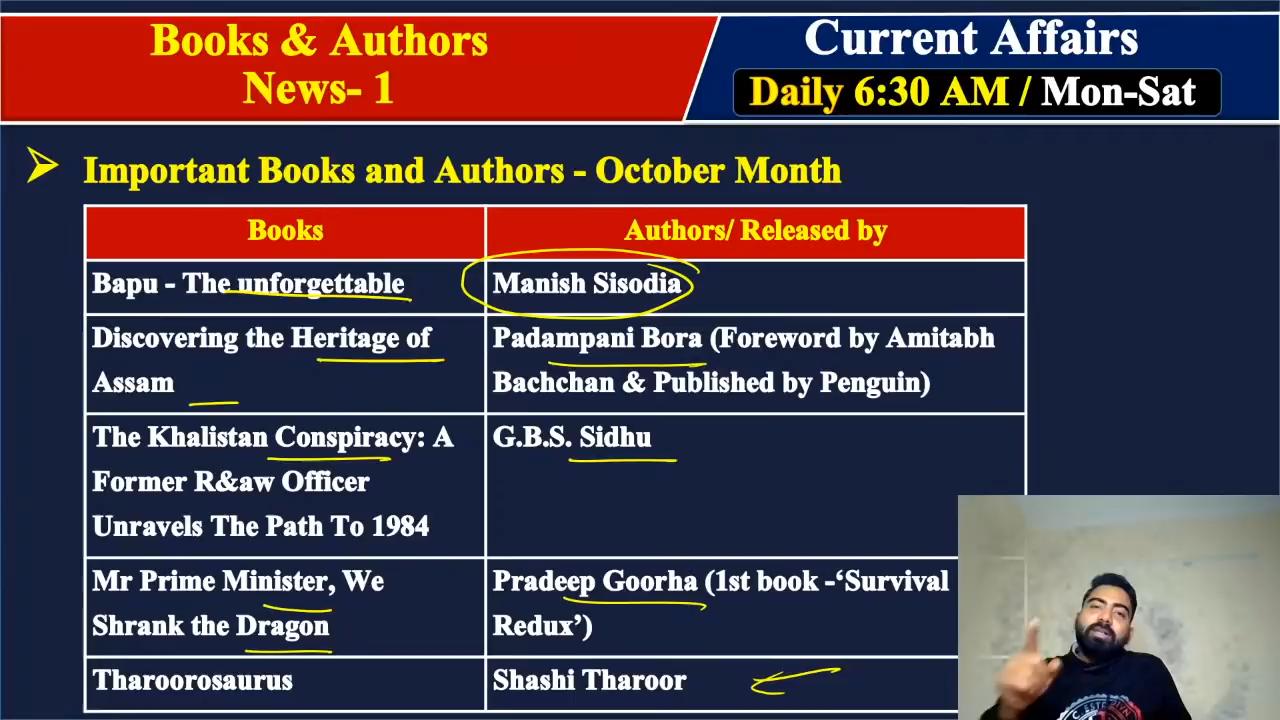 Books & Authors
News- 1
Current Affairs
Daily 6:30 AM / Mon-Sat
Important Books and Authors - October Month
Books
Authors/ Released by
Bapu - The unforgettable
Manish Sisodia
Discovering the Heritage of
Assam
Padampani Bora (Foreword by Amitabh
Bachchan & Published by Penguin)
The Khalistan Conspiracy: A
Former R&aw Officer
Unravels The Path To 1984
G.B.S. Sidhu
Mr Prime Minister, We
Shrank the Dragon
Pradeep Goorha (1st book -‘Survival
Redux’)
Tharoorosaurus
Shashi Tharoor